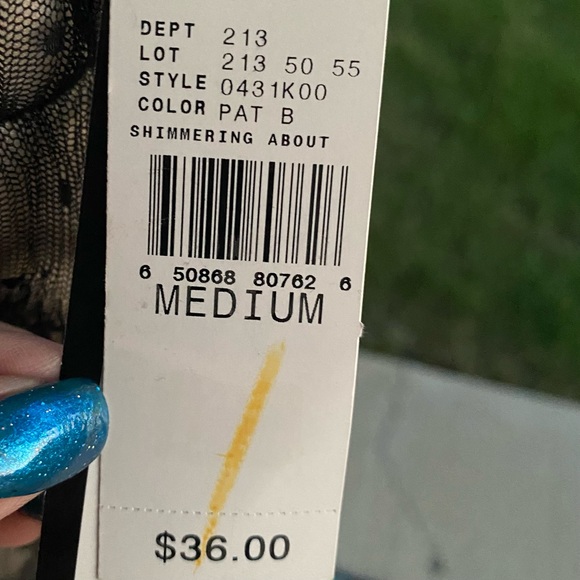 DEPT 213
LOT 213 50 55
STYLE 0431K00
COLOR PAT B
SHIMMERING ABOUT
6 50868 80762 6
MEDIUM
$36.00